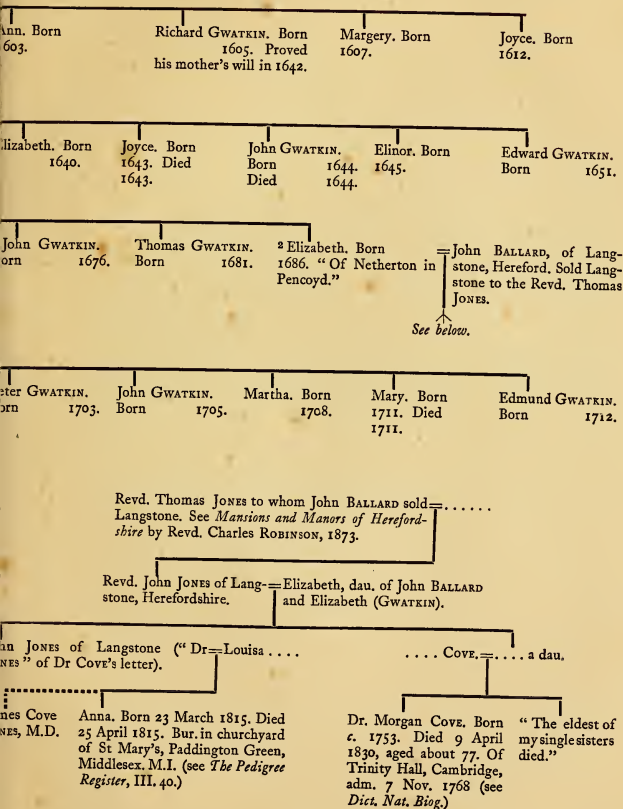 Ann. Born
1603.
Richard GWATKIN. Born
1605. Proved
his mother's will in 1642.
Margery. Born
1607.
Joyce. Born
1612.
Elizabeth. Born
1640.
Joyce. Born
1643. Died
1643.
John GWATKIN.
Born 1644.
Died 1644.
Elinor. Born
1645.
Edward GWATKIN.
Born 1651.
John GWATKIN.
orn 1676.
Thomas GWATKIN.
Born 1681.
² Elizabeth. Born
1686. "Of Netherton in
Pencoyd."
=John BALLARD, of Lang-
stone, Hereford. Sold Lang-
stone to the Revd. Thomas
JONES.
See below.
eter GWATKIN.
orn 1703.
John GWATKIN.
Born 1705.
Martha. Born
1708.
Mary. Born
1711. Died
1711.
Edmund GWATKIN.
Born 1712.
Revd. Thomas JONES to whom John BALLARD sold=......
Langstone. See Mansions and Manors of Hereford-
shire by Revd. Charles ROBINSON, 1873.
Revd. John JONES of Lang-=Elizabeth, dau. of John BALLARD
stone, Herefordshire. and Elizabeth (GWATKIN).
an JONES of Langstone ("Dr=Louisa ....
NES" of Dr COVE's letter).
.... COVE.=.... a dau.
nes Cove
NES, M.D.
Anna. Born 23 March 1815. Died
25 April 1815. Bur. in churchyard
of St Mary's, Paddington Green,
Middlesex. M.I. (see The Pedigree
Register, III. 40.)
Dr. Morgan COVE. Born
c. 1753. Died 9 April
1830, aged about 77. Of
Trinity Hall, Cambridge,
adm. 7 Nov. 1768 (see
Dict. Nat. Biog.)
"The eldest of
my single sisters
died."